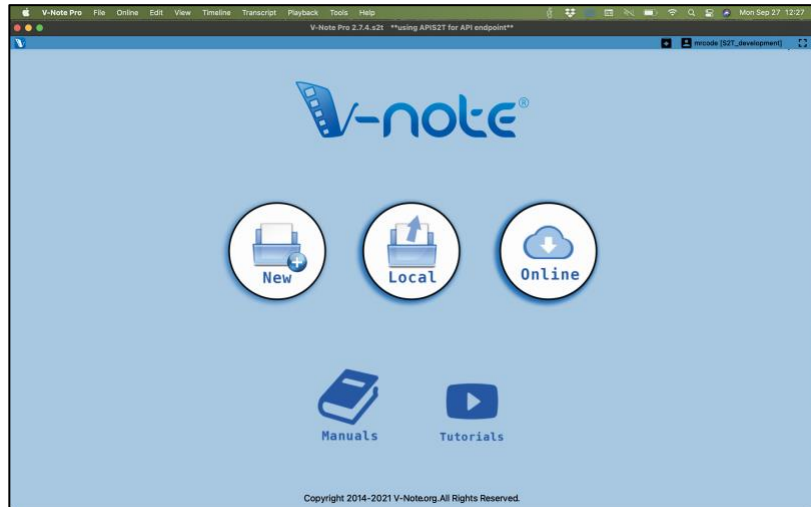 V-Note Pro File Online Edit View Timeline Transcript Playback Tools Help Mon Sep 27 12:27
V-Note Pro 2.7.4.s2t **using APIS2T for API endpoint**
mrcode [S2T_development]
V-note®
New
Local
Online
Manuals
Tutorials
Copyright 2014-2021 V-Note.org.All Rights Reserved.